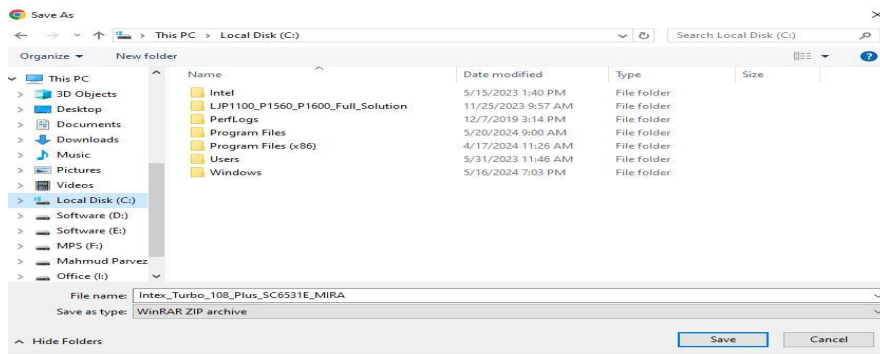 Save As
This PC > Local Disk (C:)
Search Local Disk (C:)
Organize
New folder
This PC
3D Objects
Desktop
Documents
Downloads
Music
Pictures
Videos
Local Disk (C:)
Software (D:)
Software (E:)
MPS (F:)
Mahmud Parvez
Office (I:)
Name Date modified Type Size
Intel 5/15/2023 1:40 PM File folder
LJP1100_P1560_P1600_Full_Solution 11/25/2023 9:57 AM File folder
PerfLogs 12/7/2019 3:14 PM File folder
Program Files 5/20/2024 9:00 AM File folder
Program Files (x86) 4/17/2024 11:26 AM File folder
Users 5/31/2023 11:46 AM File folder
Windows 5/16/2024 7:03 PM File folder
File name: Intex_Turbo_108_Plus_SC6531E_MIRA
Save as type: WinRAR ZIP archive
Hide Folders
Save
Cancel